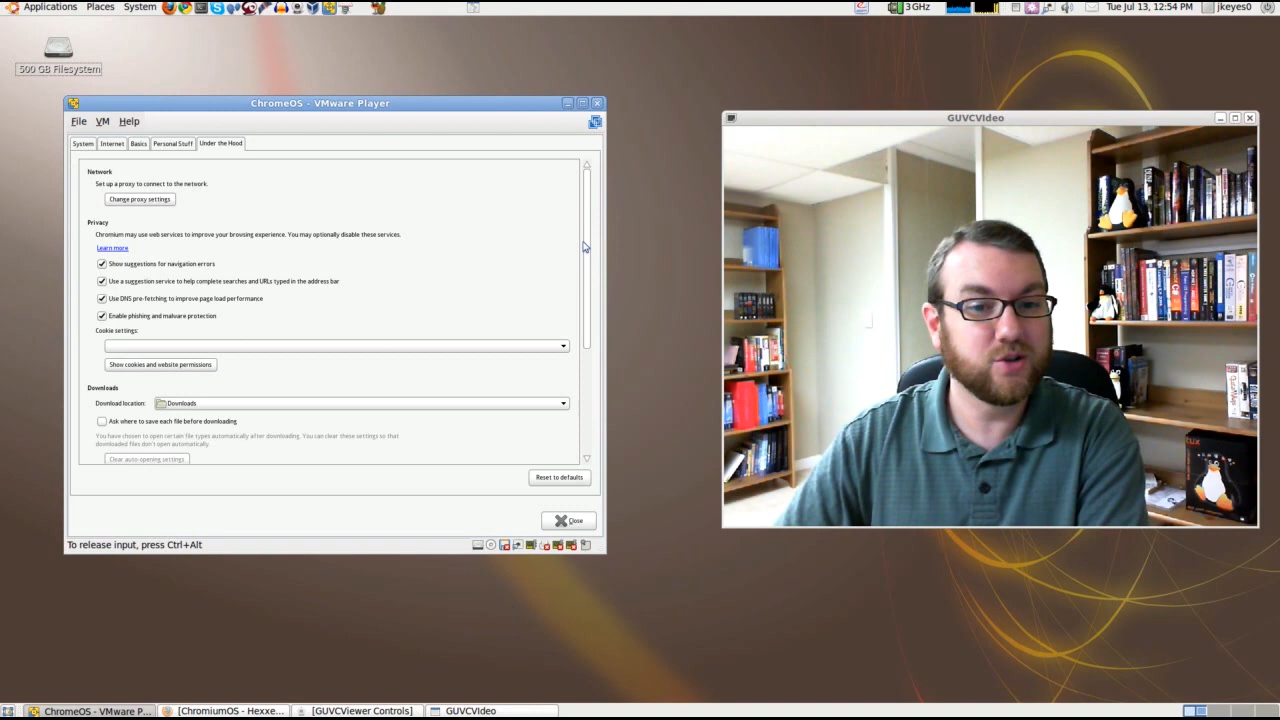 Applications Places System
3GHz
Tue Jul 13, 12:54 PM
jkeyes0
500 GB Filesystem
ChromeOS - VMware Player
File VM Help
System Internet Basics Personal Stuff Under the Hood
Network
Set up a proxy to connect to the network.
Change proxy settings
Privacy
Chromium may use web services to improve your browsing experience. You may optionally disable these services.
Learn more
Show suggestions for navigation errors
Use a suggestion service to help complete searches and URLs typed in the address bar
Use DNS pre-fetching to improve page load performance
Enable phishing and malware protection
Cookie settings:
Show cookies and website permissions
Downloads
Download location: Downloads
Ask where to save each file before downloading
You have chosen to open certain file types automatically after downloading. You can clear these settings so that
downloaded files don't open automatically.
Clear auto-opening settings
Reset to defaults
Close
To release input, press Ctrl+Alt
GUVCVideo
ChromeOS - VMware P...
[ChromiumOS - Hexxe...
[GUVCViewer Controls]
GUVCVideo